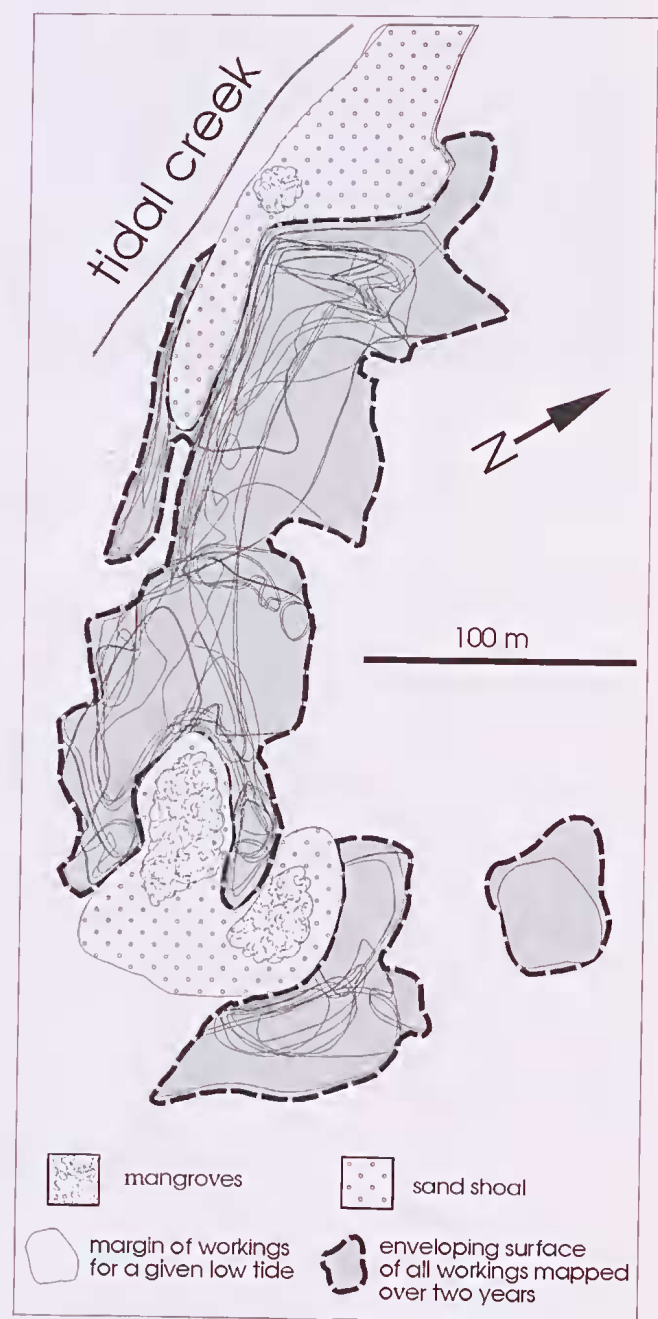 tidal creek
N
100 m
mangroves
sand shoal
margin of workings
for a given low tide
enveloping surface
of all workings mapped
over two years